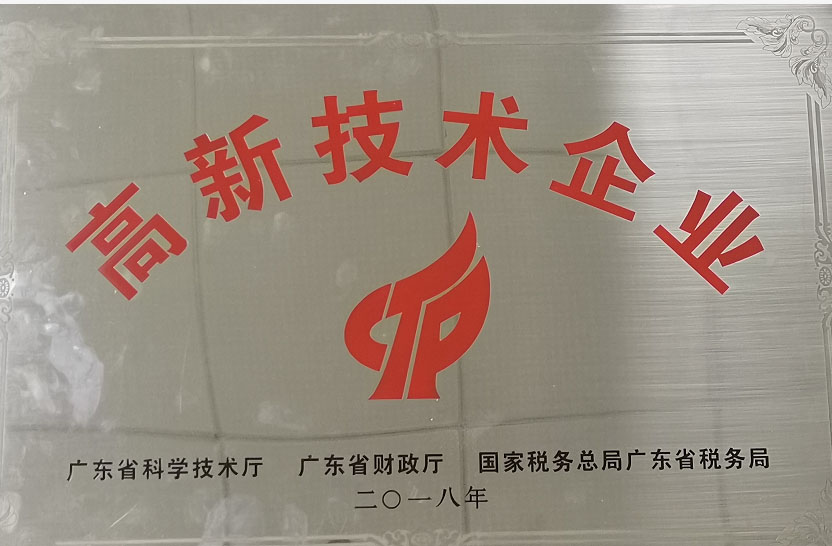 高新技术企业
广东省科学技术厅 广东省财政厅 国家税务总局广东省税务局
二〇一八年